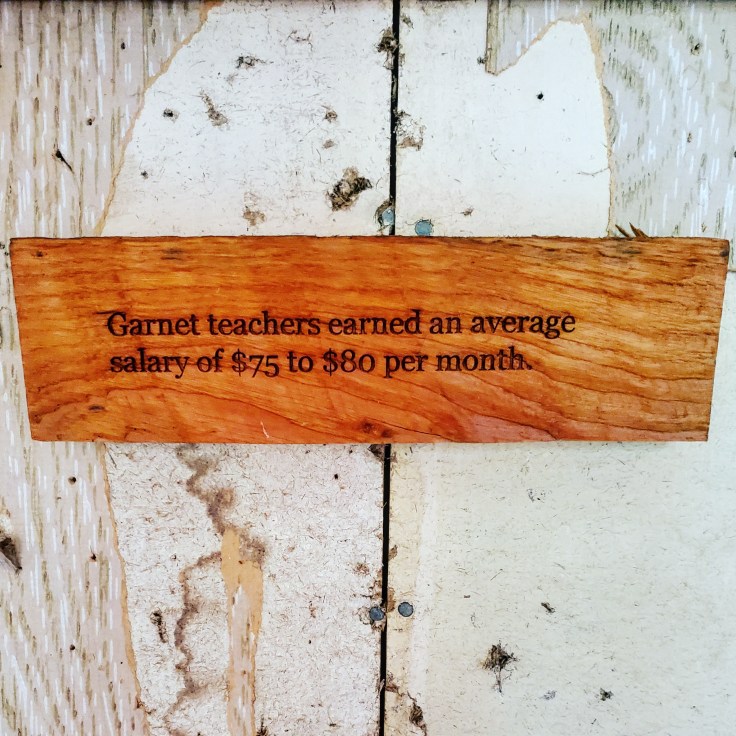 Garnet teachers earned an average
salary of $75 to $80 per month.